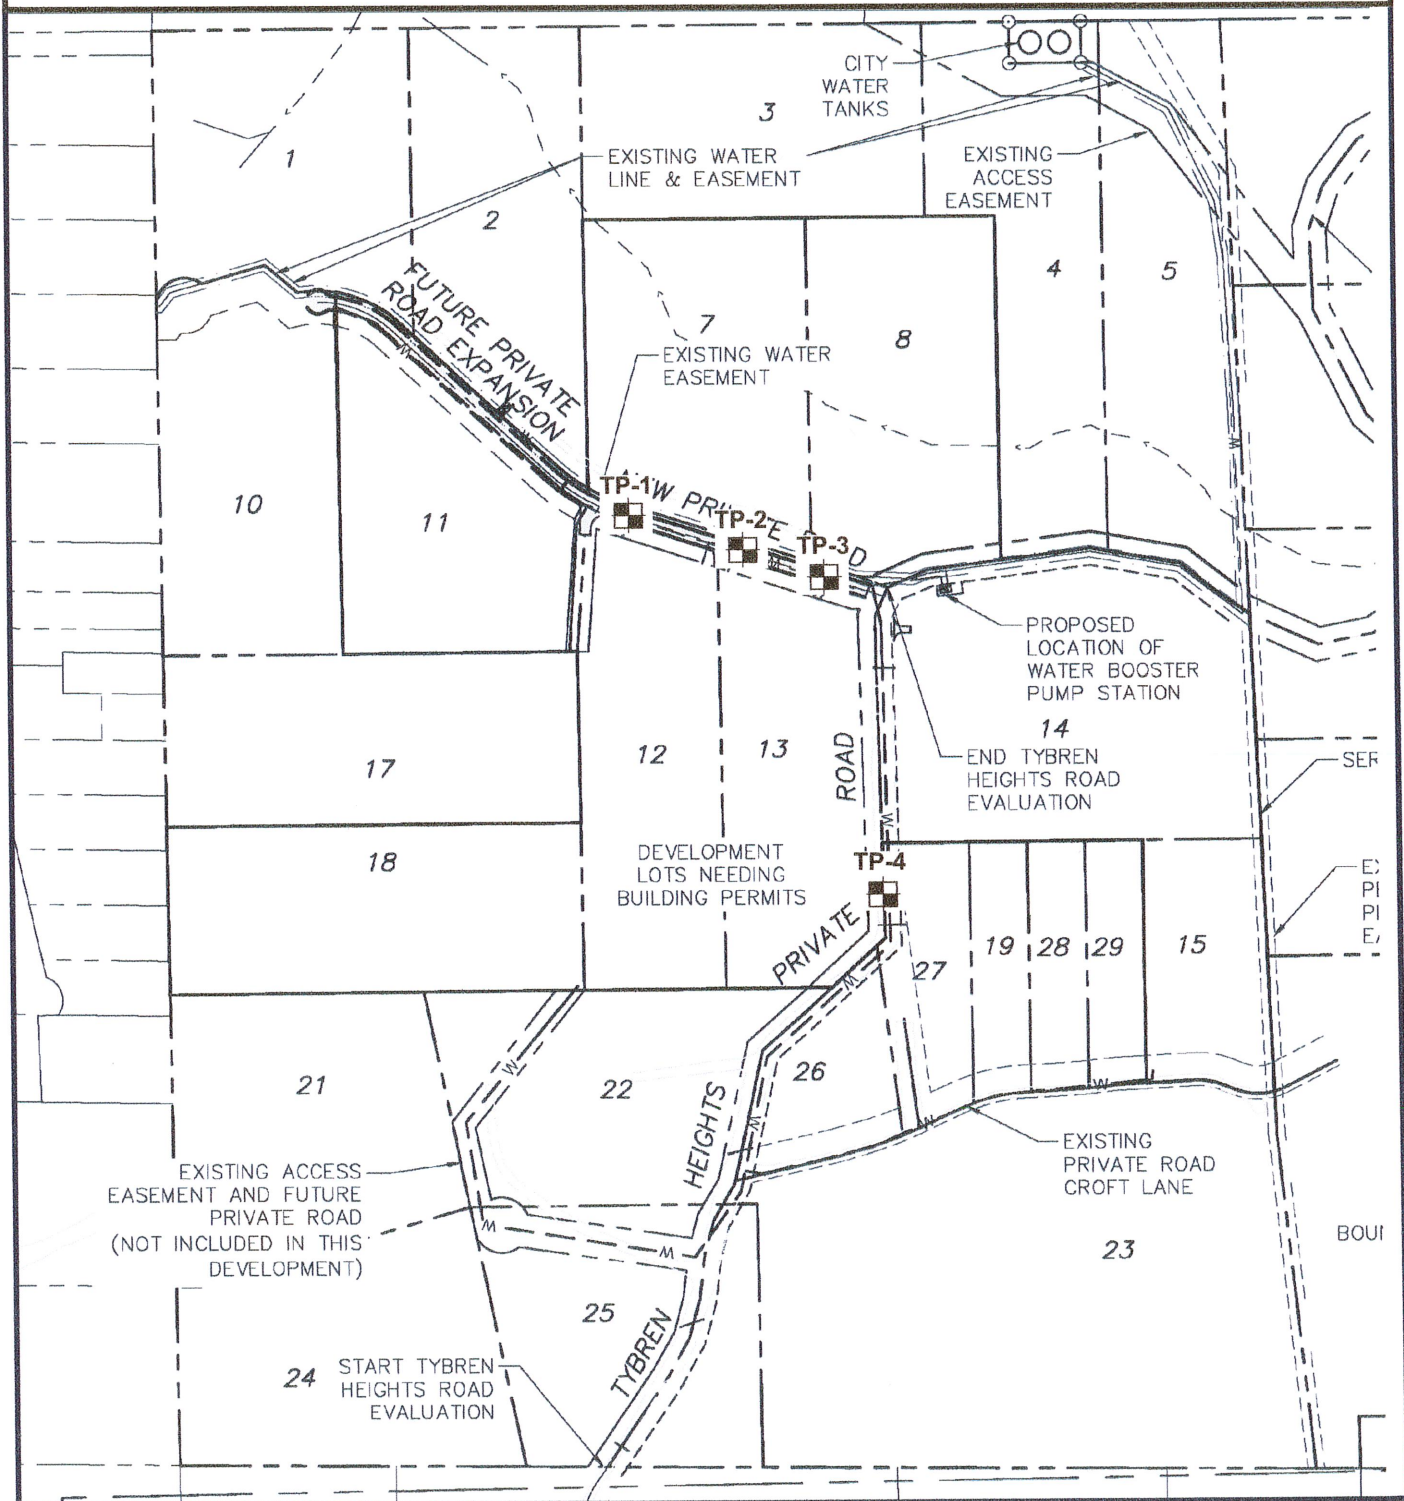 CITY
WATER
TANKS
3
1
EXISTING WATER
LINE & EASEMENT
EXISTING
ACCESS
EASEMENT
2
4
5
FUTURE PRIVATE
ROAD EXPANSION
7
8
EXISTING WATER
EASEMENT
W
10
11
TP-1
TP-2
TP-3
W
W
PROPOSED
LOCATION OF
WATER BOOSTER
PUMP STATION
14
END TYBREN
HEIGHTS ROAD
EVALUATION
17
12
13
ROAD
SER
W
18
DEVELOPMENT
LOTS NEEDING
BUILDING PERMITS
TP-4
PRIVATE
27
19
28
29
15
W
21
22
W
26
W
HEIGHTS
W
W
EXISTING
PRIVATE ROAD
CROFT LANE
EXISTING ACCESS
EASEMENT AND FUTURE
PRIVATE ROAD
(NOT INCLUDED IN THIS
DEVELOPMENT)
W
W
23
BOUI
25
TYBREN
24
START TYBREN
HEIGHTS ROAD
EVALUATION